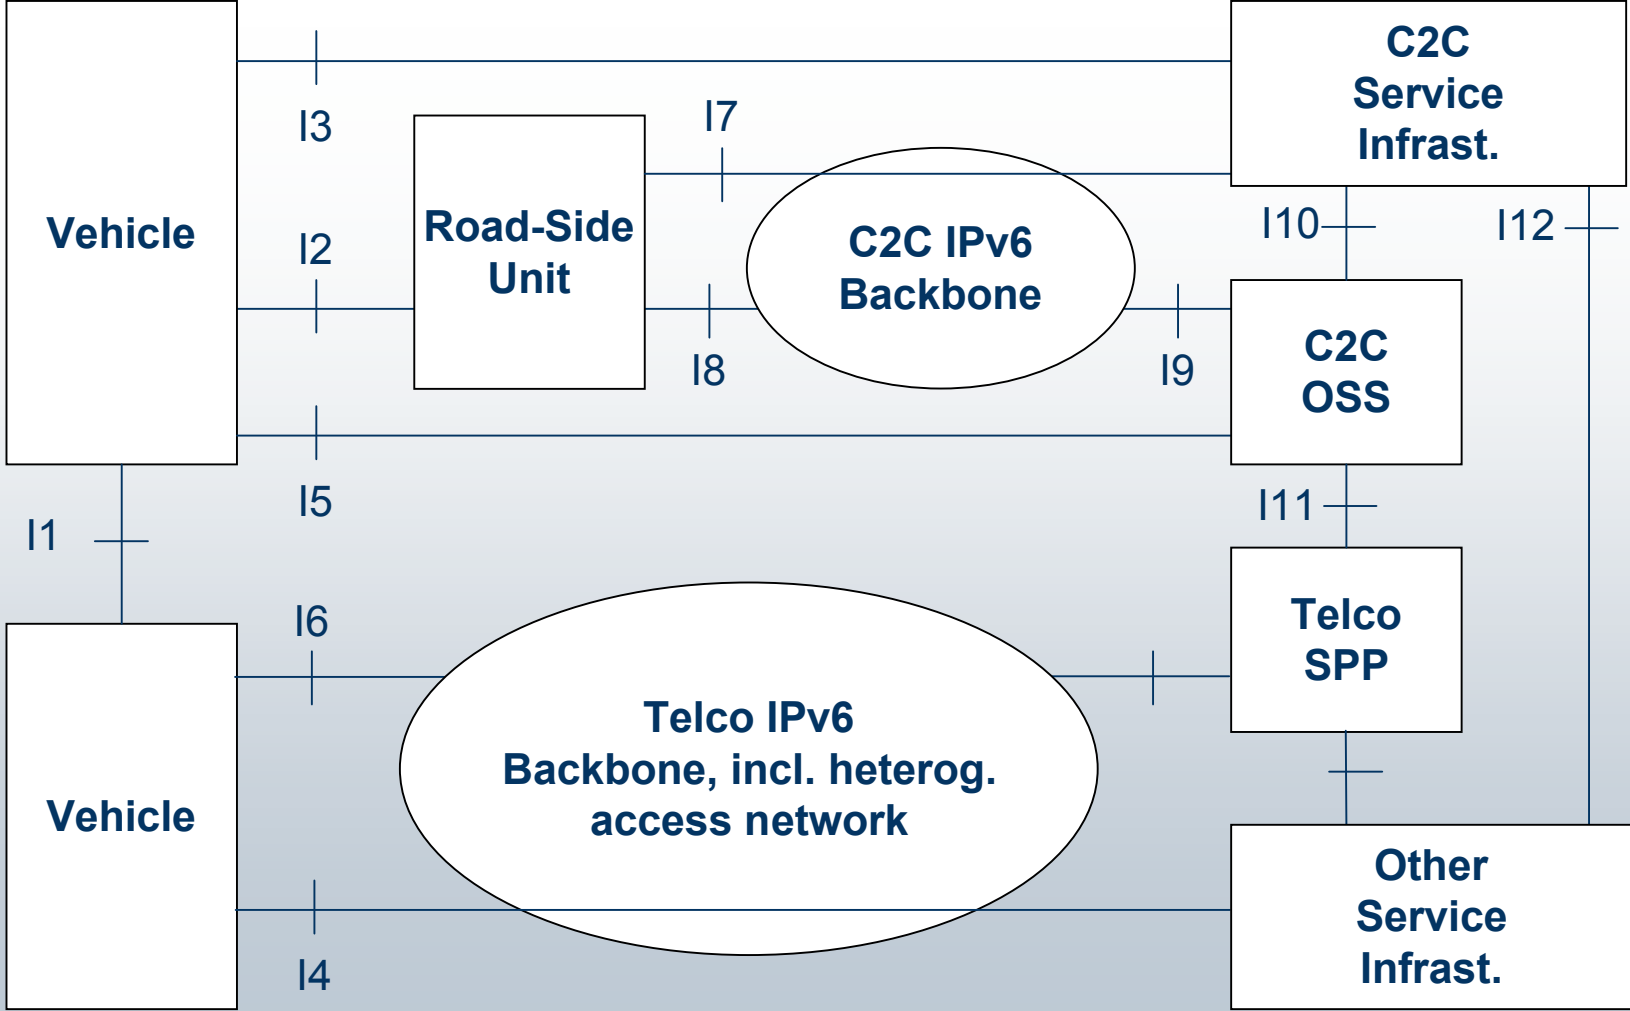 C2C
Service
Infrast.
I3
I7
Vehicle
Road-Side
Unit
I2
C2C IPv6
Backbone
I10
I12
I8
I9
C2C
OSS
I5
I1
I11
I6
Telco
SPP
Telco IPv6
Backbone, incl. heterog.
access network
Vehicle
I4
Other
Service
Infrast.